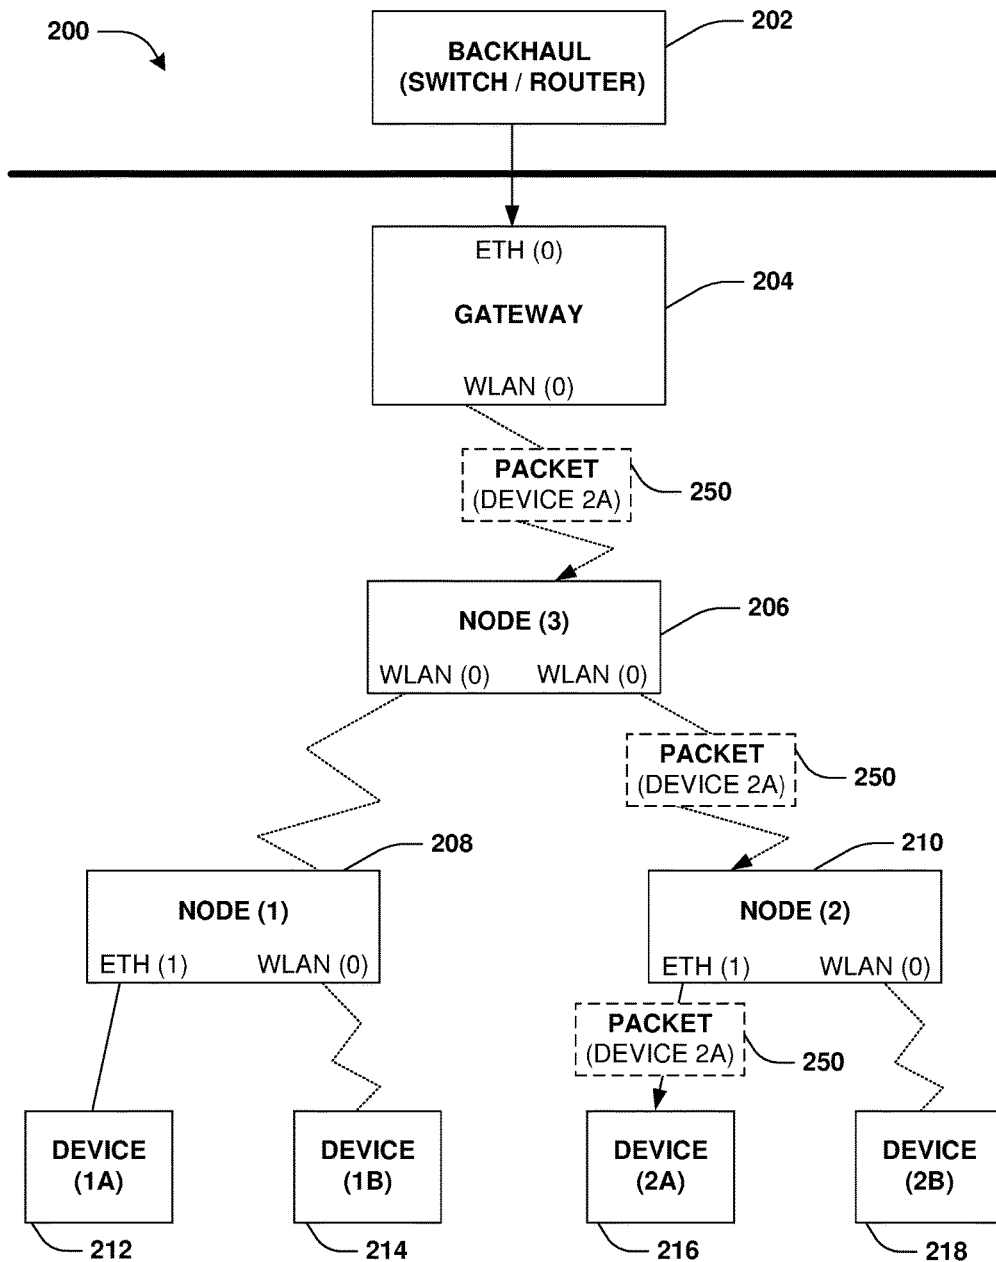 200
BACKHAUL
(SWITCH / ROUTER)
202
ETH (0)
GATEWAY
WLAN (0)
204
PACKET
(DEVICE 2A)
250
NODE (3)
WLAN (0) WLAN (0)
206
PACKET
(DEVICE 2A)
250
208
NODE (1)
ETH (1) WLAN (0)
210
NODE (2)
ETH (1) WLAN (0)
PACKET
(DEVICE 2A)
250
DEVICE
(1A)
212
DEVICE
(1B)
214
DEVICE
(2A)
216
DEVICE
(2B)
218